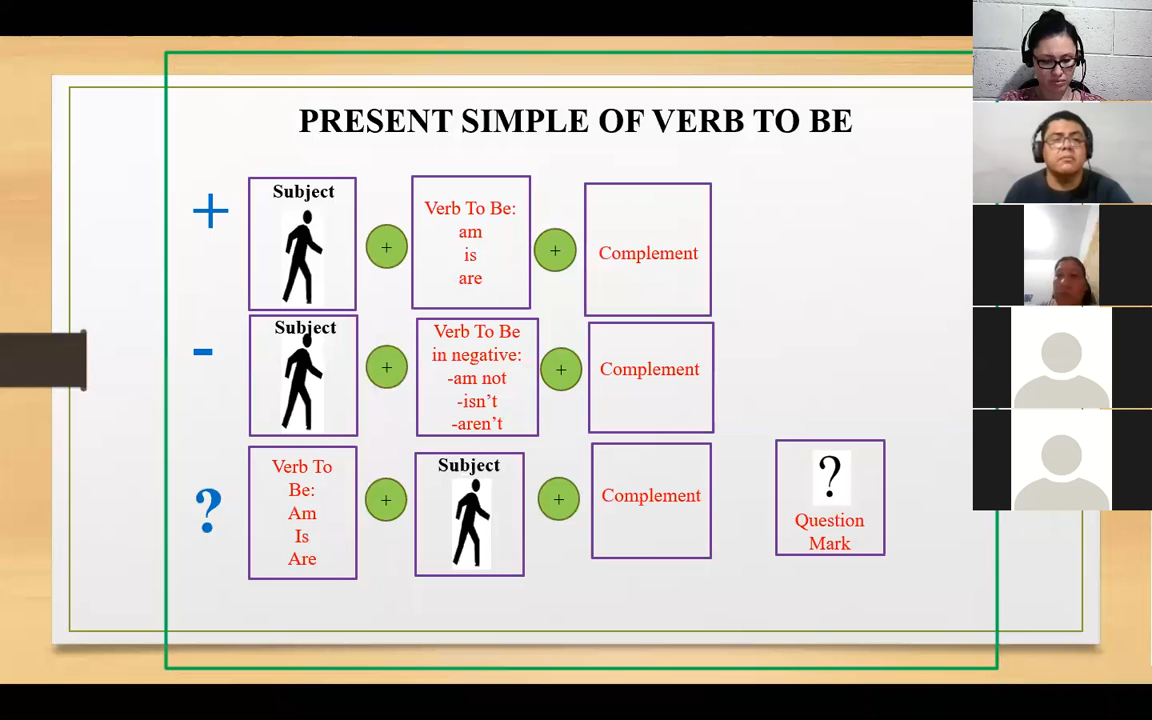 PRESENT SIMPLE OF VERB TO BE
+
Subject
+
Verb To Be:
am
is
are
+
Complement
-
Subject
+
Verb To Be
in negative:
-am not
-isn’t
-aren’t
+
Complement
?
Verb To
Be:
Am
Is
Are
+
Subject
+
Complement
?
Question
Mark